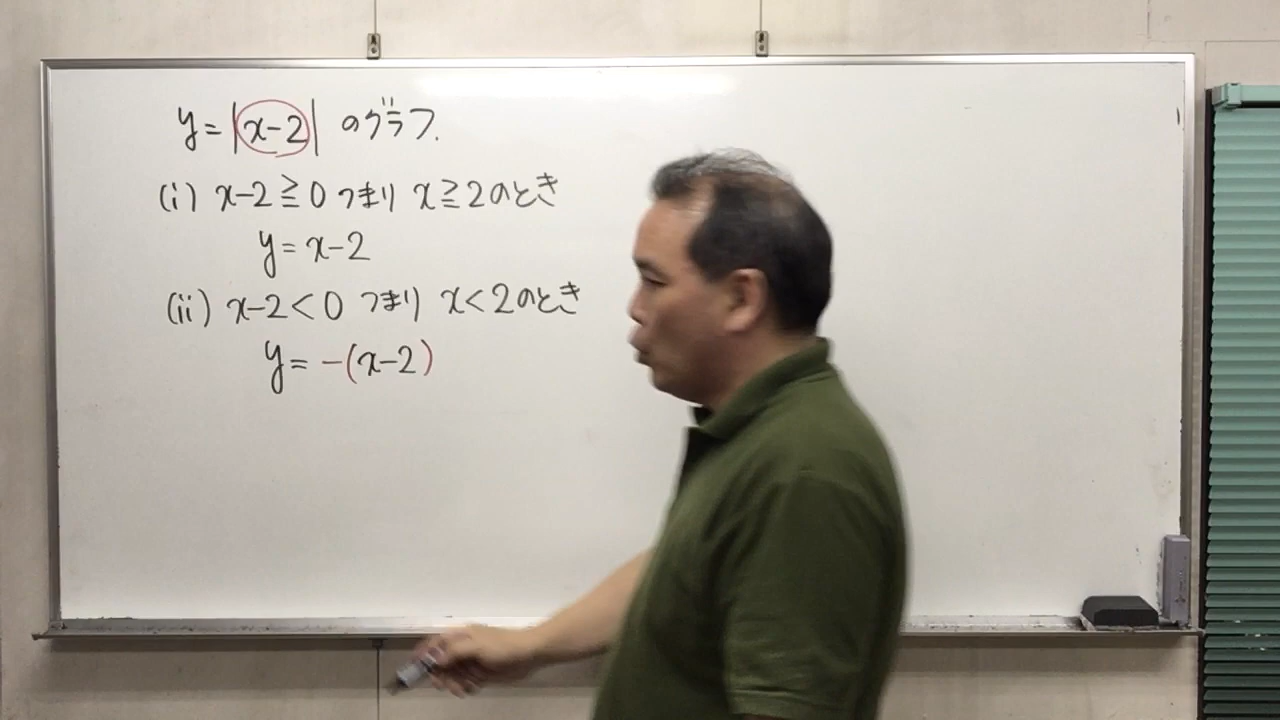 y=|x-2| のグラフ.
(i) x-2≧0 つまり x≧2のとき
y=x-2
(ii) x-2<0 つまり x<2のとき
y=-(x-2)